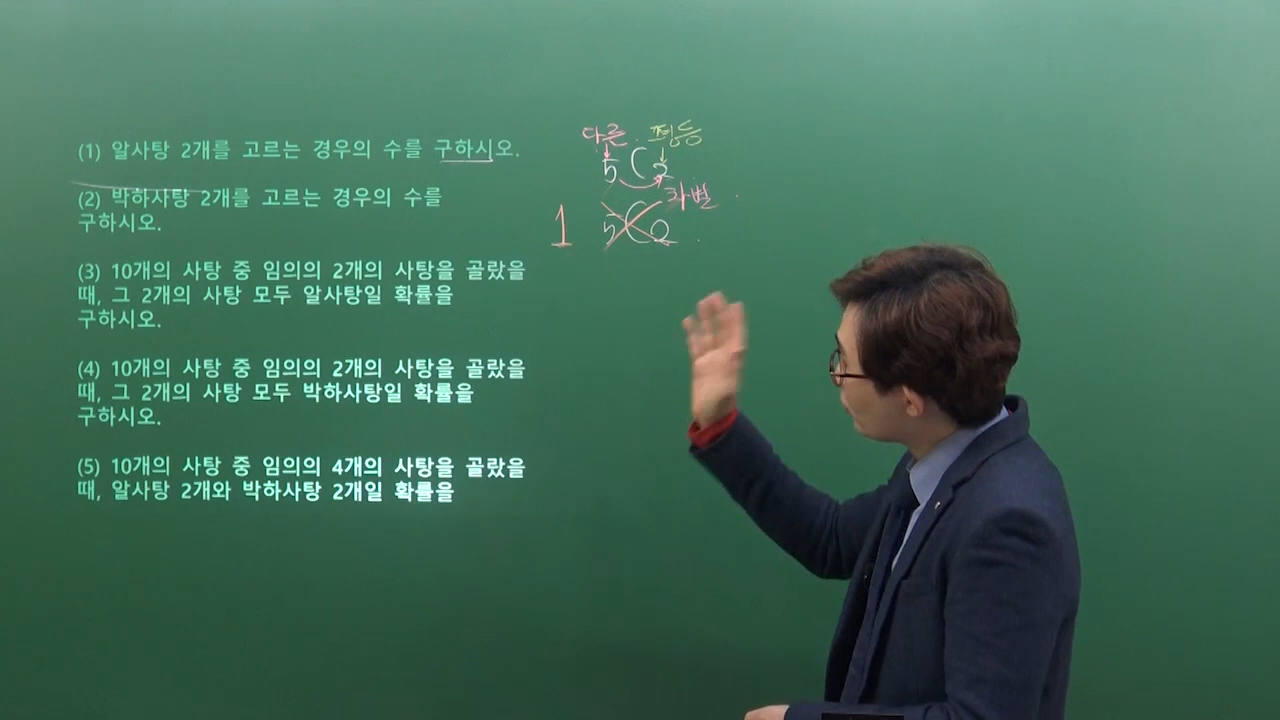 (1) 알사탕 2개를 고르는 경우의 수를 구하시오.
(2) 박하사탕 2개를 고르는 경우의 수를
구하시오.
(3) 10개의 사탕 중 임의의 2개의 사탕을 골랐을
때, 그 2개의 사탕 모두 알사탕일 확률을
구하시오.
(4) 10개의 사탕 중 임의의 2개의 사탕을 골랐을
때, 그 2개의 사탕 모두 박하사탕일 확률을
구하시오.
(5) 10개의 사탕 중 임의의 4개의 사탕을 골랐을
때, 알사탕 2개와 박하사탕 2개일 확률을
다른 평등
5 C 2
차별
1 5 C 2